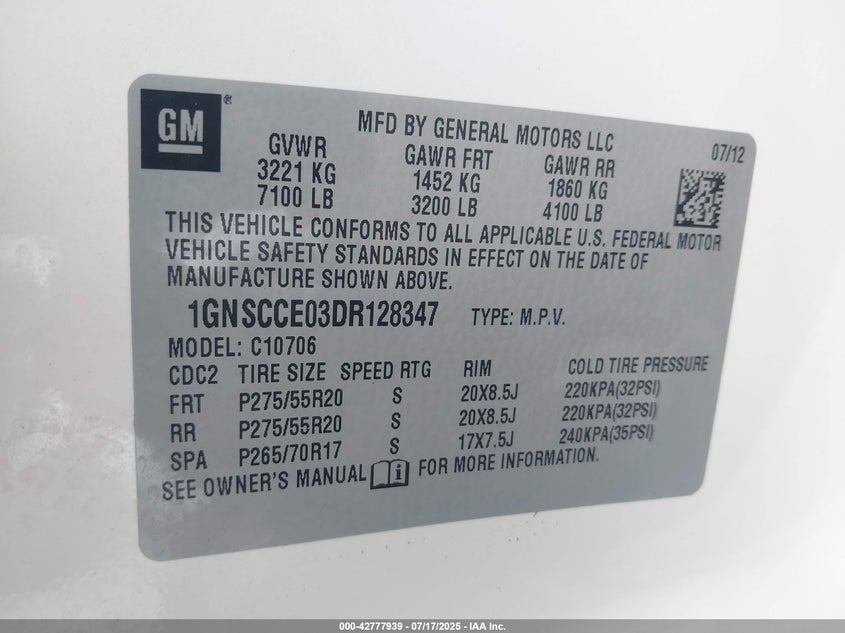 GM®
MFD BY GENERAL MOTORS LLC 07/12
GVWR GAWR FRT GAWR RR
3221 KG 1452 KG 1860 KG
7100 LB 3200 LB 4100 LB
THIS VEHICLE CONFORMS TO ALL APPLICABLE U.S. FEDERAL MOTOR
VEHICLE SAFETY STANDARDS IN EFFECT ON THE DATE OF
MANUFACTURE SHOWN ABOVE.
1GNSCCE03DR128347 TYPE: M.P.V.
MODEL: C10706
CDC2 TIRE SIZE SPEED RTG RIM COLD TIRE PRESSURE
FRT P275/55R20 S 20X8.5J 220KPA(32PSI)
RR P275/55R20 S 20X8.5J 220KPA(32PSI)
SPA P265/70R17 S 17X7.5J 240KPA(35PSI)
SEE OWNER'S MANUAL i FOR MORE INFORMATION.
000-42777939 - 07/17/2025 - IAA Inc.